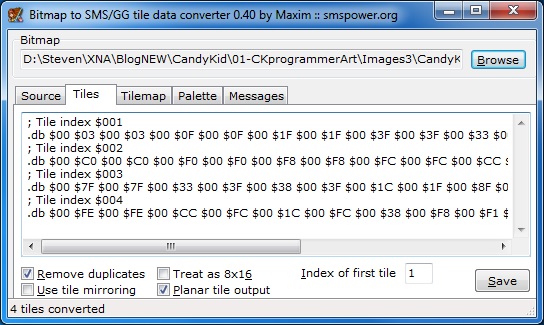 Bitmap to SMS/GG tile data converter 0.40 by Maxim :: smspower.org
Bitmap
D:\Steven\XNA\BlogNEW\CandyKid\01-CKprogrammerArt\Images3\CandyK
Browse
Source Tiles Tilemap Palette Messages
; Tile index $001
.db $00 $03 $00 $03 $00 $0F $00 $0F $00 $1F $00 $1F $00 $3F $00 $3F $00 $33 $00
; Tile index $002
.db $00 $C0 $00 $C0 $00 $F0 $00 $F0 $00 $F8 $00 $F8 $00 $FC $00 $FC $00 $CC $
; Tile index $003
.db $00 $7F $00 $7F $00 $33 $00 $3F $00 $38 $00 $3F $00 $1C $00 $1F $00 $8F $0
; Tile index $004
.db $00 $FE $00 $FE $00 $CC $00 $FC $00 $1C $00 $FC $00 $38 $00 $F8 $00 $F1 $
Remove duplicates Treat as 8x16 Index of first tile 1
Use tile mirroring Planar tile output Save
4 tiles converted